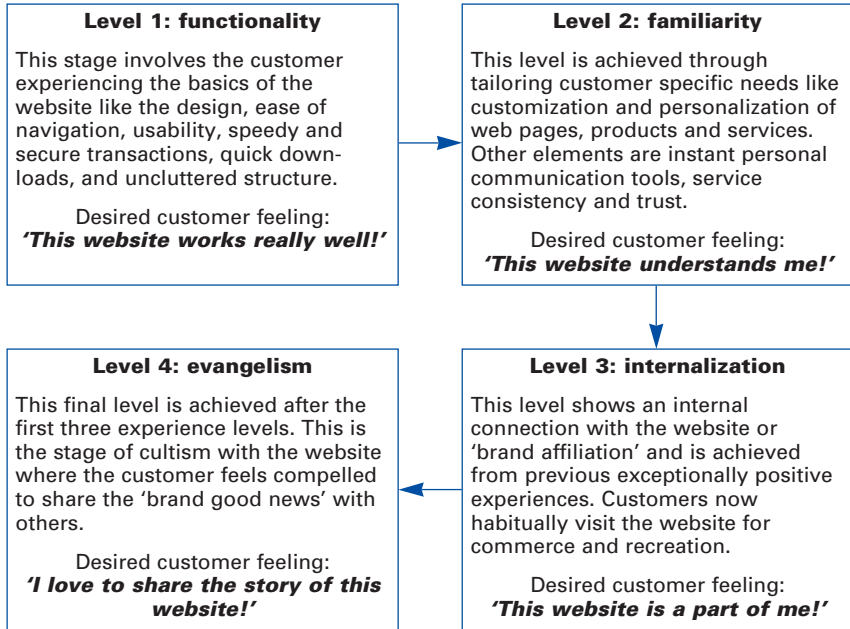 Level 1: functionality
This stage involves the customer
experiencing the basics of the
website like the design, ease of
navigation, usability, speedy and
secure transactions, quick down-
loads, and uncluttered structure.
Desired customer feeling:
‘This website works really well!’
Level 2: familiarity
This level is achieved through
tailoring customer specific needs like
customization and personalization of
web pages, products and services.
Other elements are instant personal
communication tools, service
consistency and trust.
Desired customer feeling:
‘This website understands me!’
Level 3: internalization
This level shows an internal
connection with the website or
‘brand affiliation’ and is achieved
from previous exceptionally positive
experiences. Customers now
habitually visit the website for
commerce and recreation.
Desired customer feeling:
‘This website is a part of me!’
Level 4: evangelism
This final level is achieved after the
first three experience levels. This is
the stage of cultism with the website
where the customer feels compelled
to share the ‘brand good news’ with
others.
Desired customer feeling:
‘I love to share the story of this
website!’